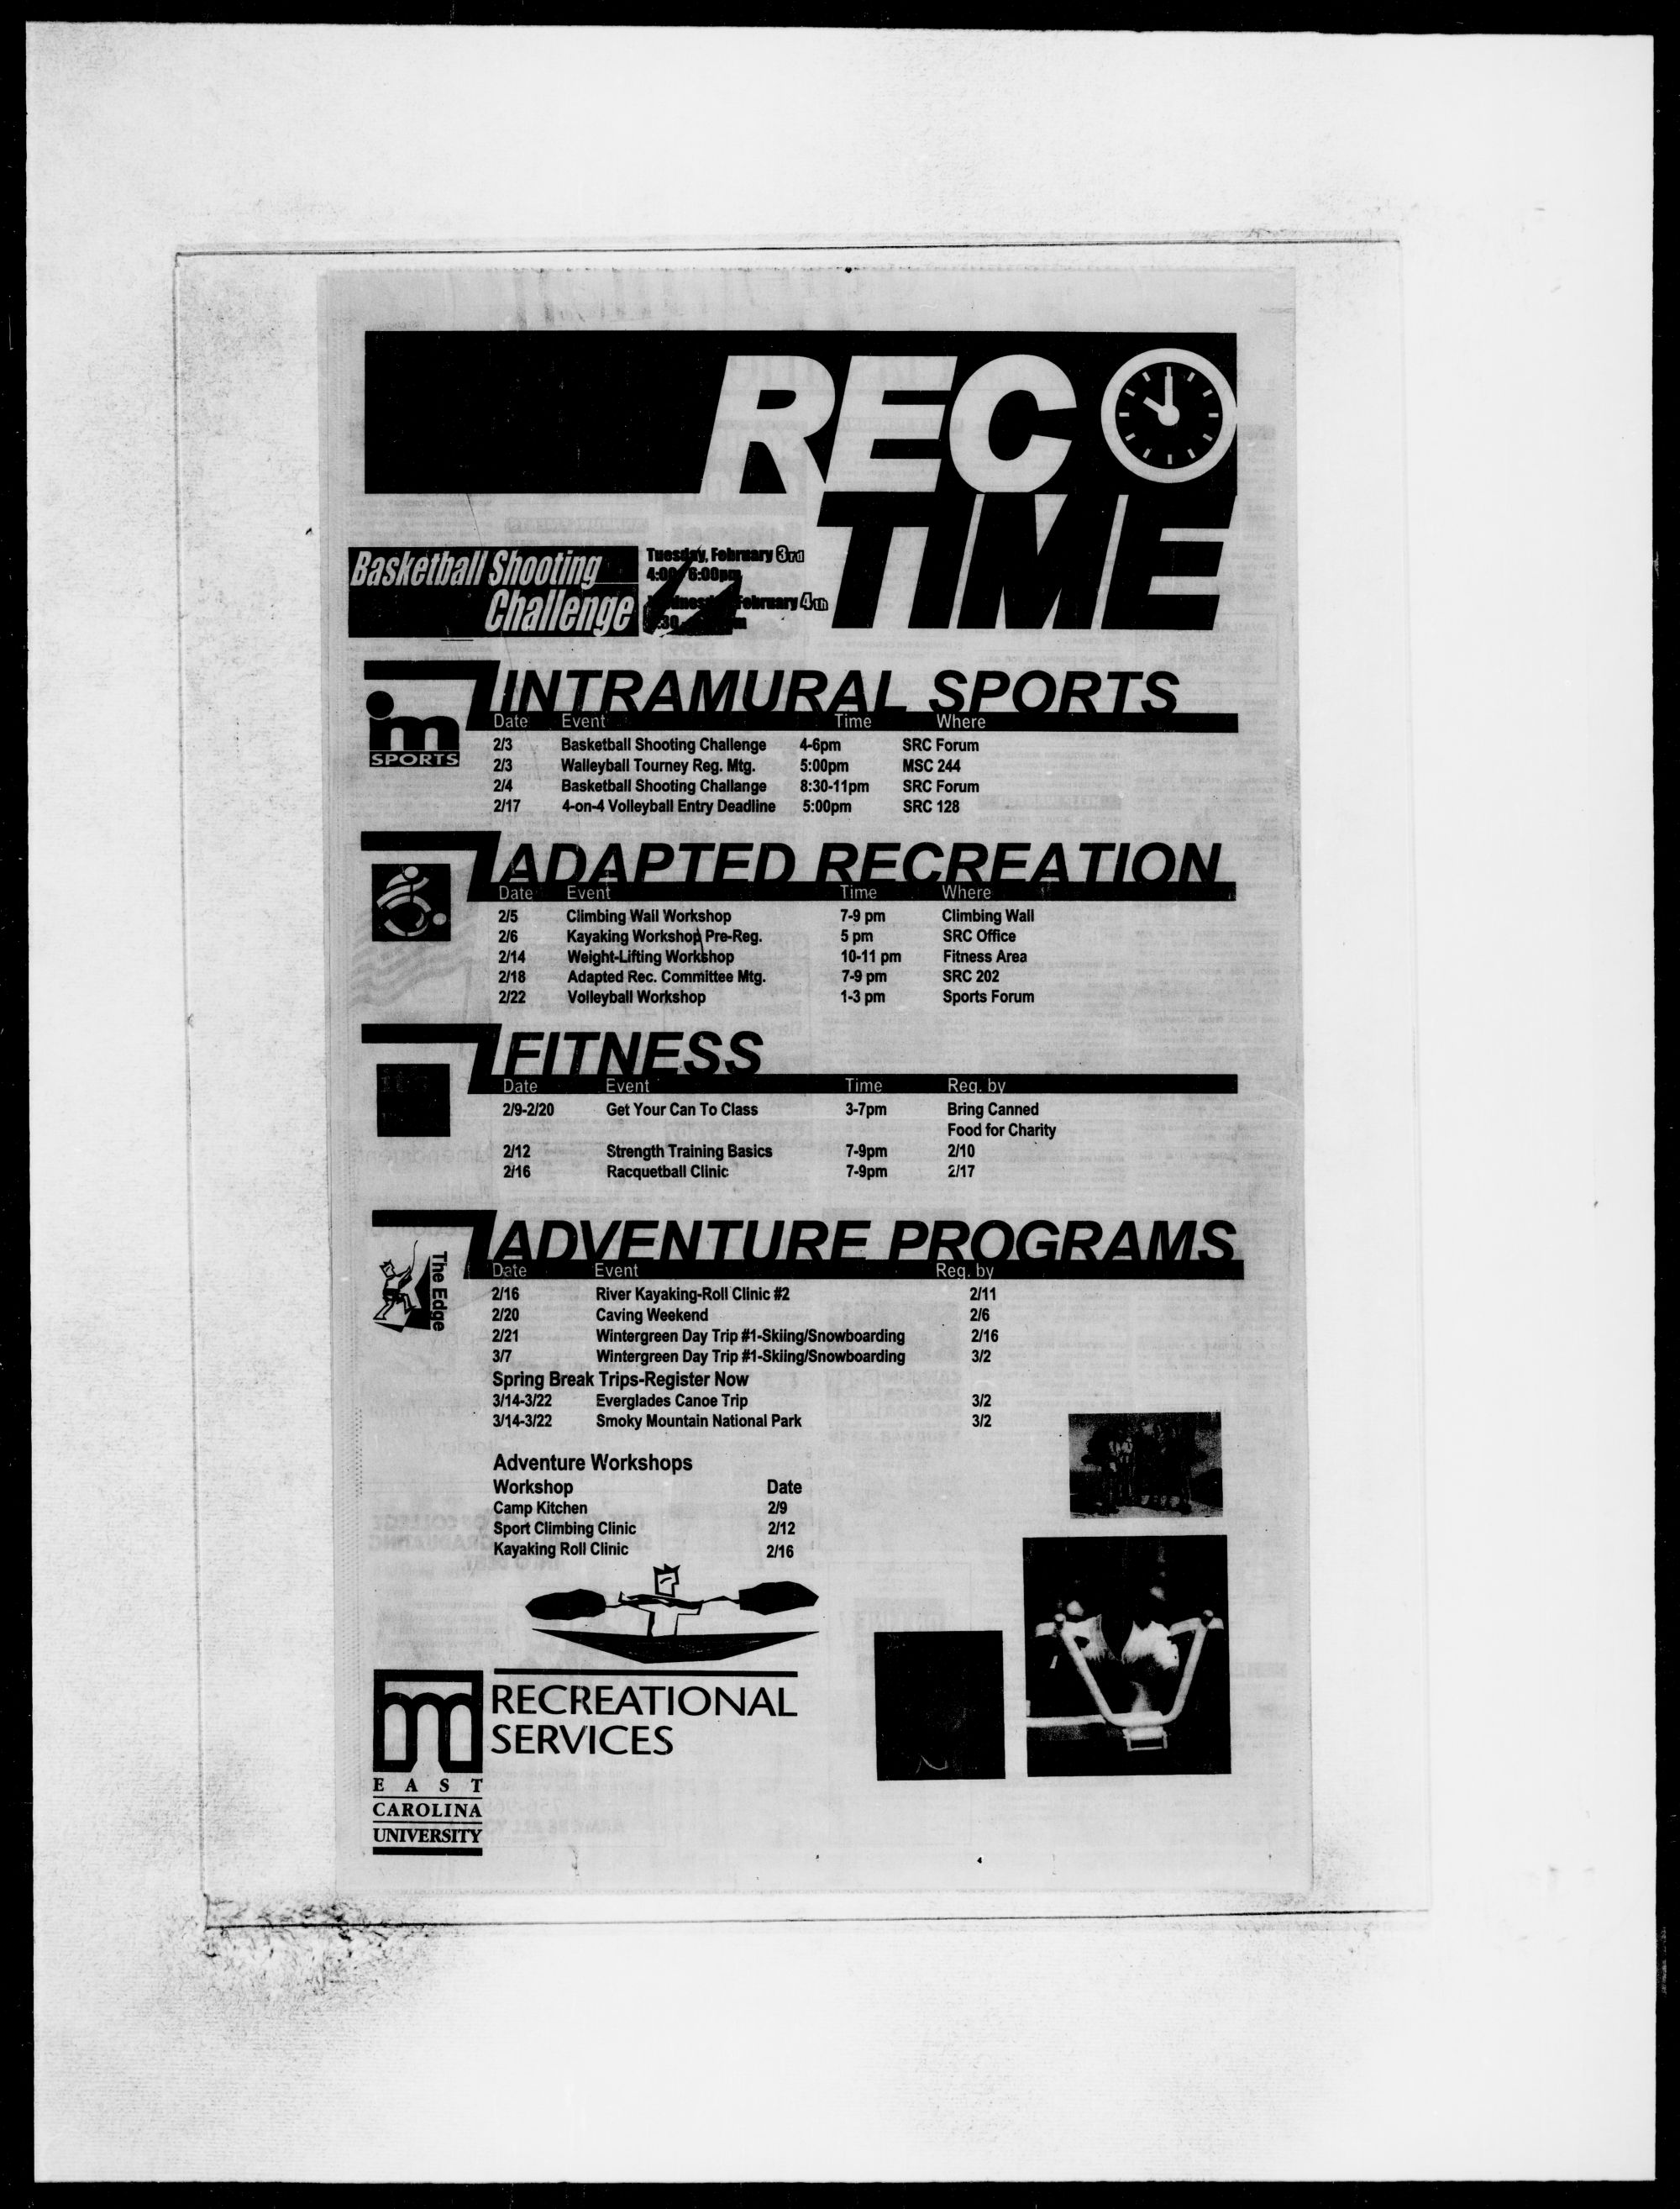 REC
TIME
Basketball Shooting
Challenge
Tuesday, February 3rd
4:00 6:00pm
February 4th
INTRAMURAL SPORTS
Date Event Time Where
2/3 Basketball Shooting Challenge 4-6pm SRC Forum
2/3 Walleyball Tourney Reg. Mtg. 5:00pm MSC 244
2/4 Basketball Shooting Challange 8:30-11pm SRC Forum
2/17 4-on-4 Volleyball Entry Deadline 5:00pm SRC 128
im
SPORTS
ADAPTED RECREATION
Date Event Time Where
2/5 Climbing Wall Workshop 7-9 pm Climbing Wall
2/6 Kayaking Workshop Pre-Reg. 5 pm SRC Office
2/14 Weight-Lifting Workshop 10-11 pm Fitness Area
2/18 Adapted Rec. Committee Mtg. 7-9 pm SRC 202
2/22 Volleyball Workshop 1-3 pm Sports Forum
FITNESS
Date Event Time Reg. by
2/9-2/20 Get Your Can To Class 3-7pm Bring Canned
Food for Charity
2/12 Strength Training Basics 7-9pm 2/10
2/16 Racquetball Clinic 7-9pm 2/17
ADVENTURE PROGRAMS
The Edge
Date Event Reg. by
2/16 River Kayaking-Roll Clinic #2 2/11
2/20 Caving Weekend 2/6
2/21 Wintergreen Day Trip #1-Skiing/Snowboarding 2/16
3/7 Wintergreen Day Trip #1-Skiing/Snowboarding 3/2
Spring Break Trips-Register Now
3/14-3/22 Everglades Canoe Trip 3/2
3/14-3/22 Smoky Mountain National Park 3/2
Adventure Workshops
Workshop Date
Camp Kitchen 2/9
Sport Climbing Clinic 2/12
Kayaking Roll Clinic 2/16
RECREATIONAL
SERVICES
EAST
CAROLINA
UNIVERSITY